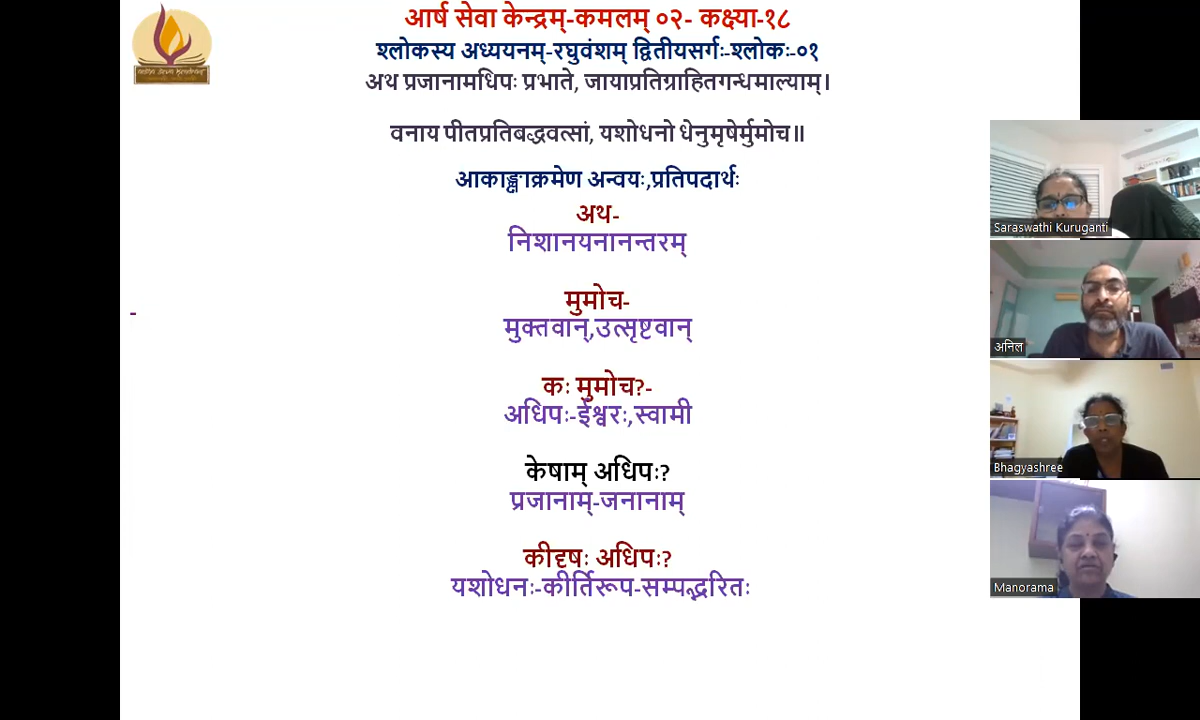 आर्ष सेवा केन्द्रम्-कमलम् ०२- कक्ष्या-१८
श्लोकस्य अध्ययनम्-रघुवंशम् द्वितीयसर्गः-श्लोकः-०१
अथ प्रजानामधिपः प्रभाते, जायाप्रतिग्राहितगन्धमाल्याम्।
वनाय पीतप्रतिबद्धवत्सां, यशोधनो धेनुमृषेर्मुमोच॥
आकाङ्क्षाक्रमेण अन्वयः,प्रतिपदार्थः
अथ-
निशानयनानन्तरम्
मुमोच-
मुक्तवान्,उत्सृष्टवान्
कः मुमोच?-
अधिपः-ईश्वरः,स्वामी
केषाम् अधिपः?
प्रजानाम्-जनानाम्
कीदृषः अधिपः?
यशोधनः-कीर्तिरूप-सम्पद्भरितः
Saraswathi Kuruganti
अनिल
Bhagyashree
Manorama